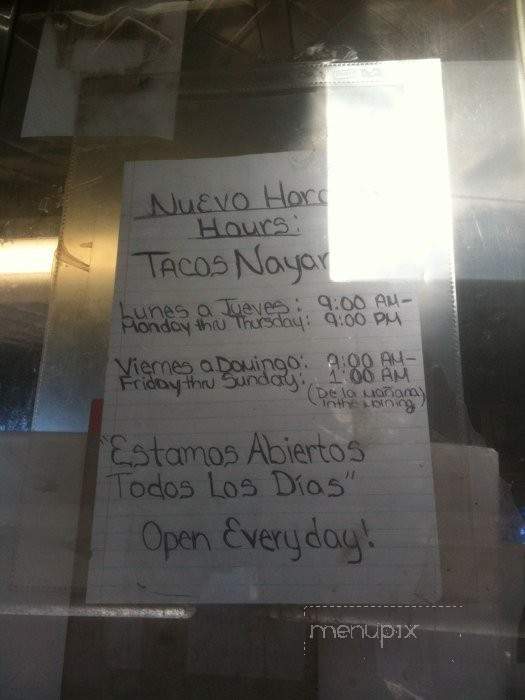 Nuevo
Hours:
Tacos Nayar
Lunes a Jueves: 9:00 AM-
Monday thru Thursday: 9:00 PM
Viernes a Domingo: 9:00 AM-
Friday thru Sunday: 1:00 AM
(De la Mañana)
In the Morning)
"Estamos Abiertos
Todos Los Días"
Open Everyday!
menupix